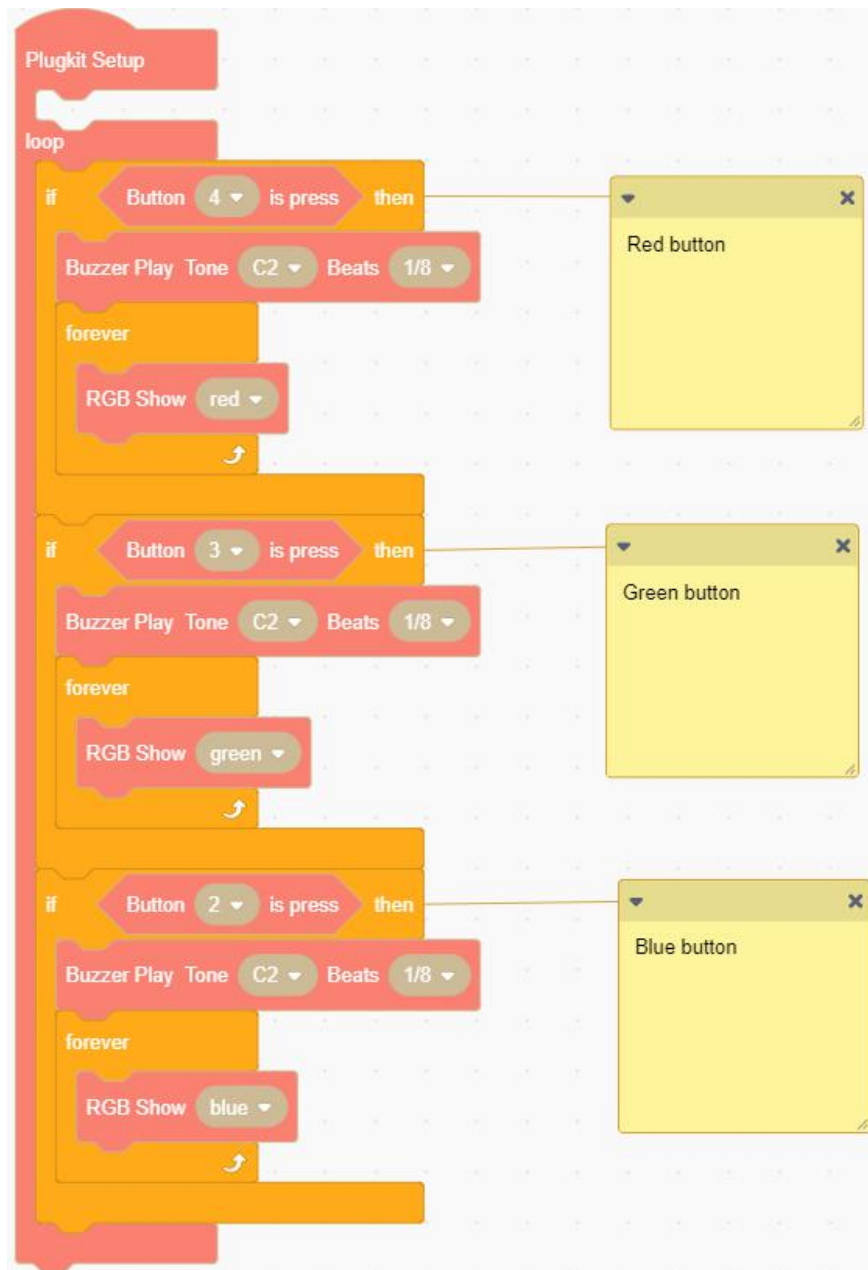 Plugkit Setup
loop
if Button 4 is press then
Red button
Buzzer Play Tone C2 Beats 1/8
forever
RGB Show red
if Button 3 is press then
Green button
Buzzer Play Tone C2 Beats 1/8
forever
RGB Show green
if Button 2 is press then
Blue button
Buzzer Play Tone C2 Beats 1/8
forever
RGB Show blue